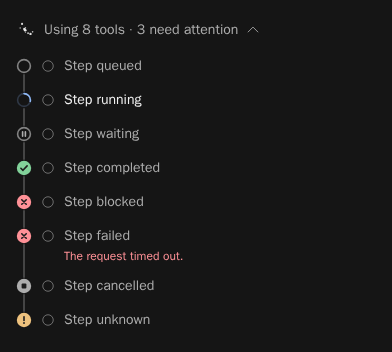 Using 8 tools · 3 need attention
Step queued
Step running
Step waiting
Step completed
Step blocked
Step failed
The request timed out.
Step cancelled
Step unknown